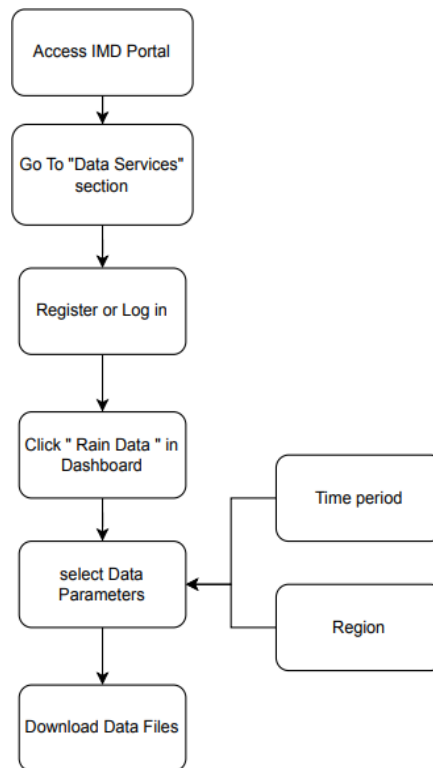 Access IMD Portal
Go To "Data Services"
section
Register or Log in
Click " Rain Data " in
Dashboard
Time period
select Data
Parameters
Region
Download Data Files